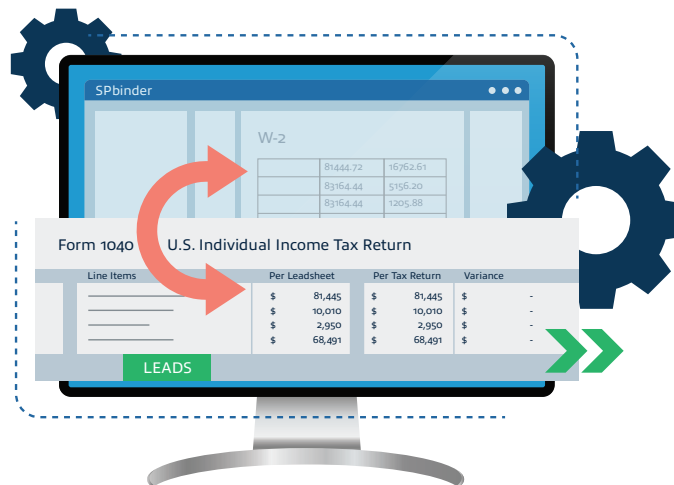 SPbinder
W-2
81444.72 16762.61
83164.44 5156.20
83164.44 1205.88
Form 1040 U.S. Individual Income Tax Return
Line Items Per Leadsheet Per Tax Return Variance
$ 81,445 $ 81,445 $ -
$ 10,010 $ 10,010 $ -
$ 2,950 $ 2,950 $ -
$ 68,491 $ 68,491 $ -
LEADS